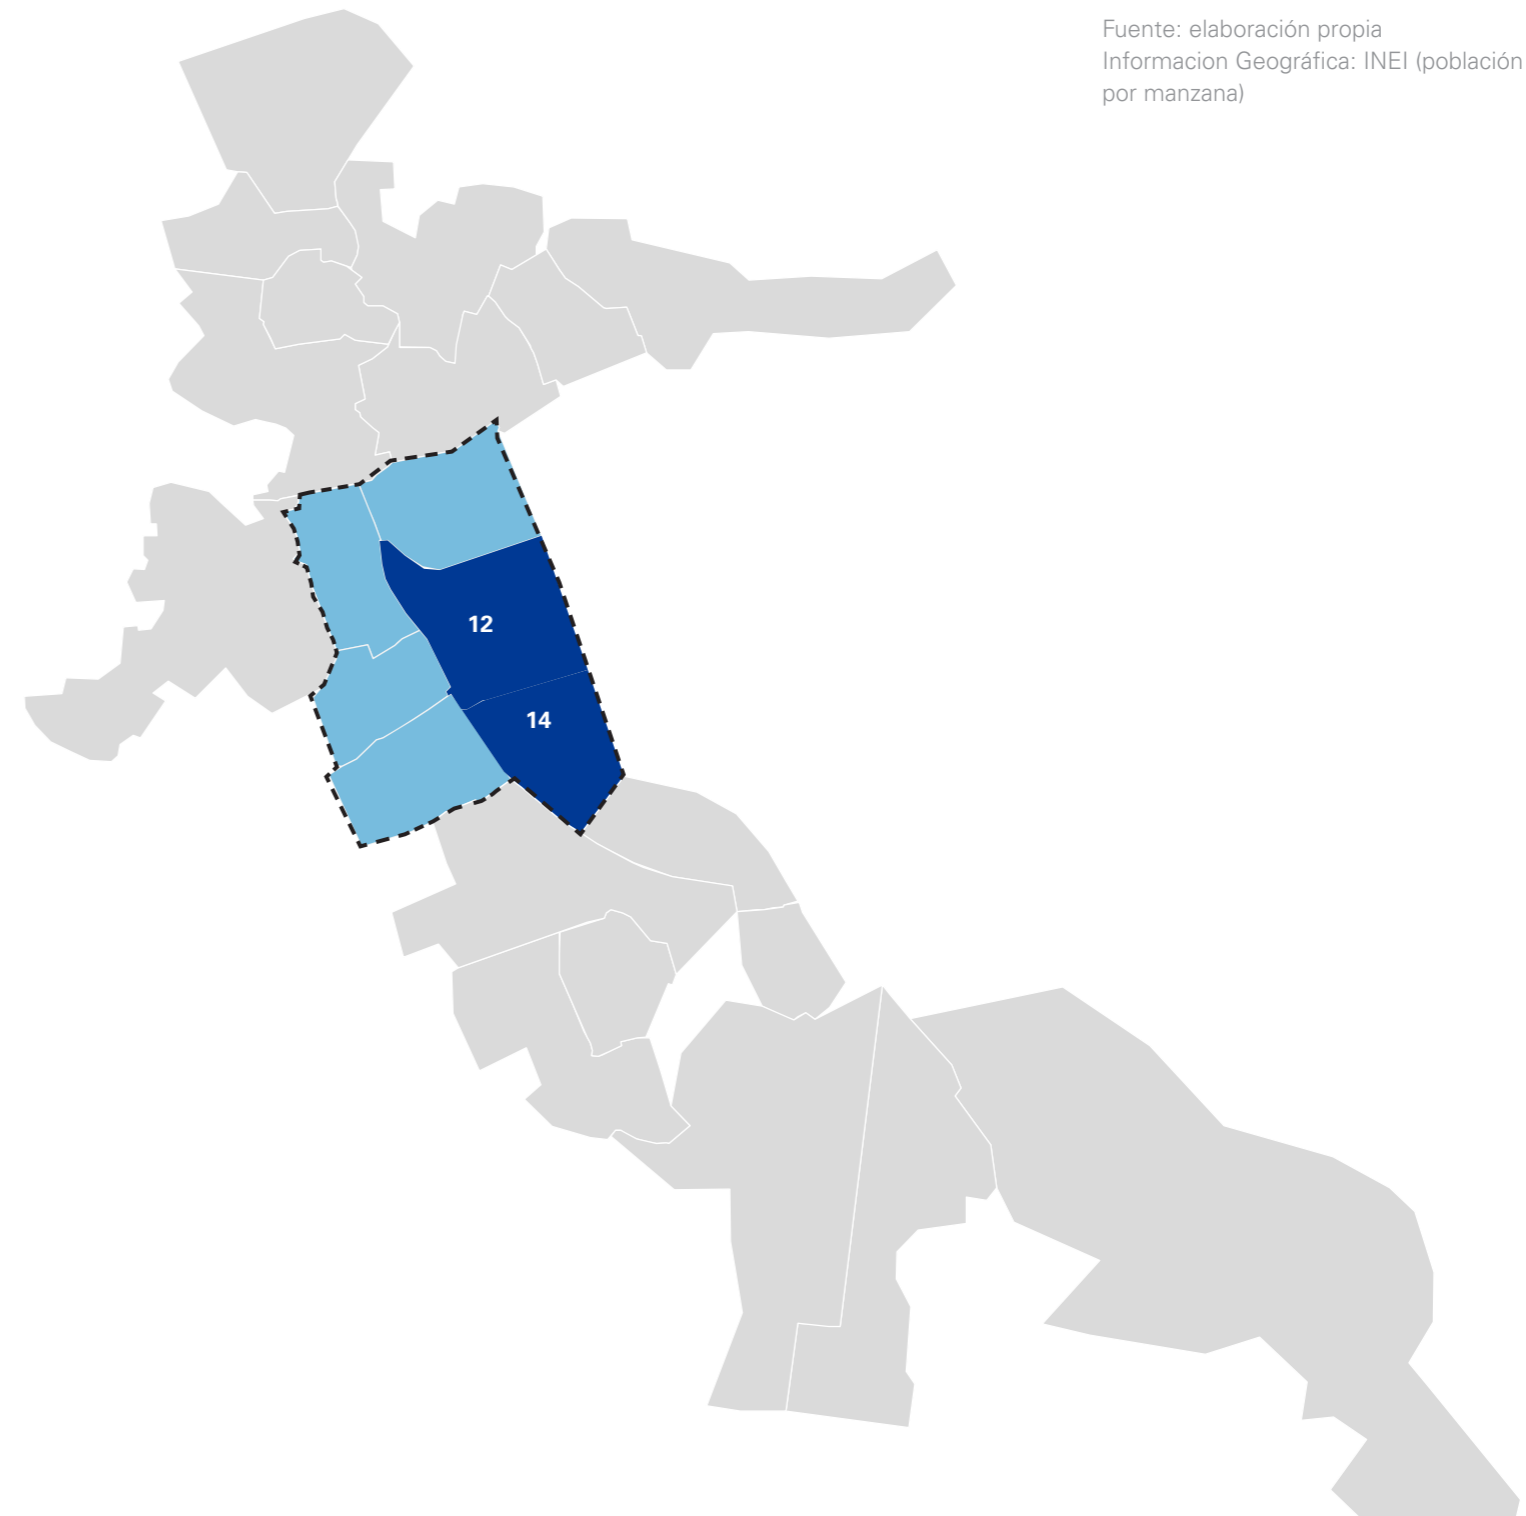 Fuente: elaboración propia
Informacion Geográfica: INEI (población
por manzana)
12
14